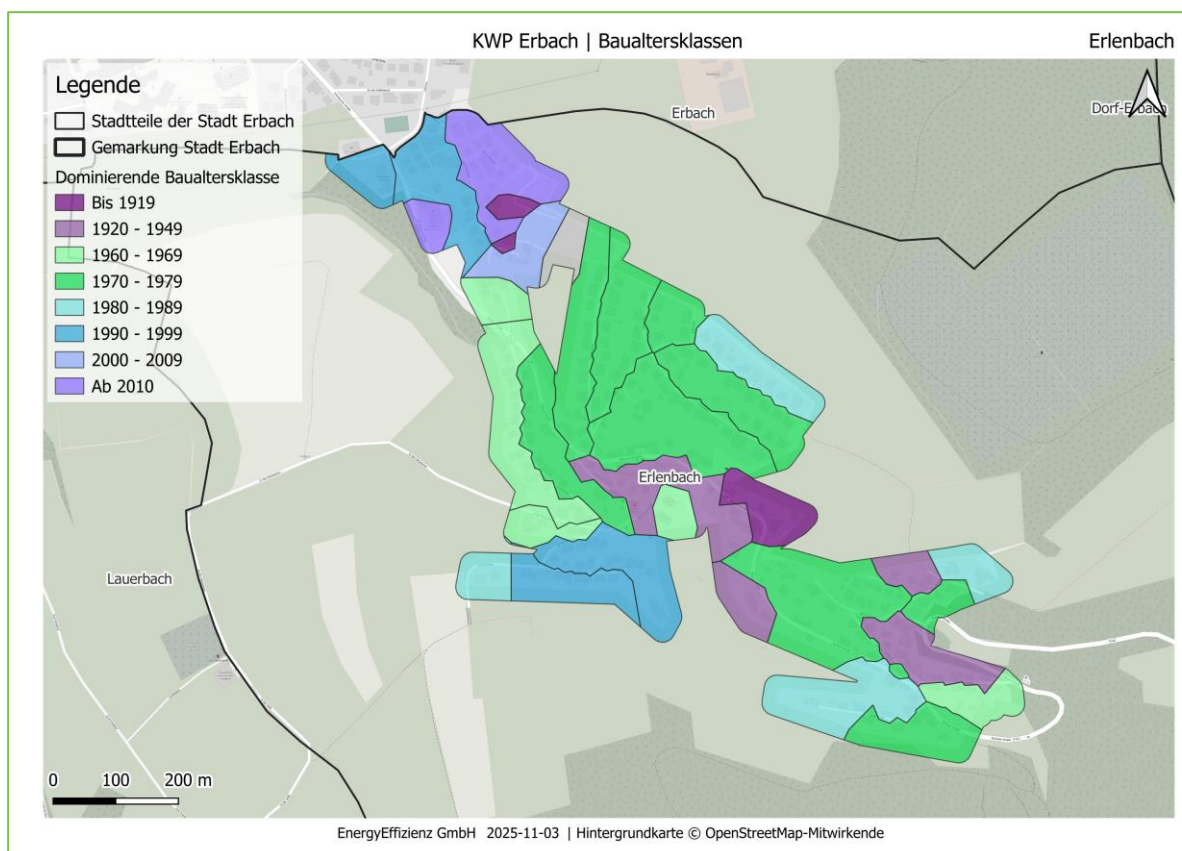 KWP Erbach | Baualtersklassen
Erlenbach
Legende
Stadtteile der Stadt Erbach
Gemarkung Stadt Erbach
Dominierende Baualtersklasse
Bis 1919
1920 - 1949
1960 - 1969
1970 - 1979
1980 - 1989
1990 - 1999
2000 - 2009
Ab 2010
Erbach
Dorf-Erbach
Erlenbach
Lauerbach
0 100 200 m
EnergyEffizienz GmbH 2025-11-03 | Hintergrundkarte © OpenStreetMap-Mitwirkende